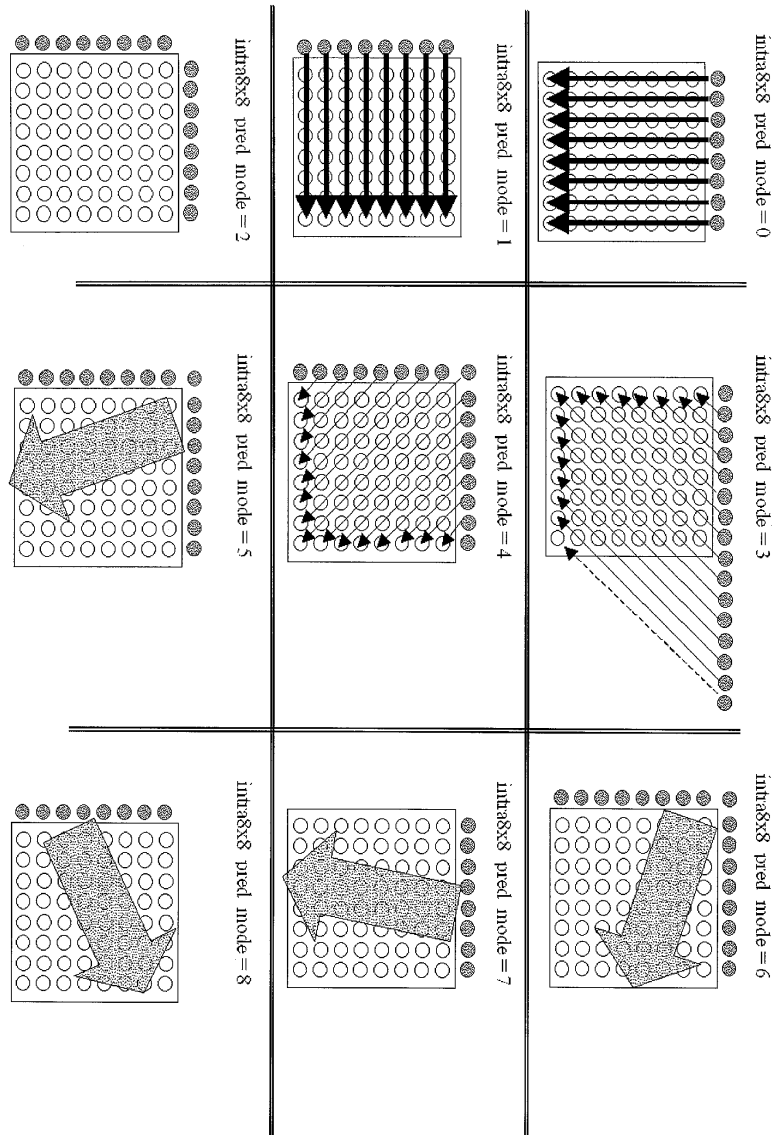 intra8x8 pred mode = 0
intra8x8 pred mode = 3
intra8x8 pred mode = 6
intra8x8 pred mode = 1
intra8x8 pred mode = 4
intra8x8 pred mode = 7
intra8x8 pred mode = 2
intra8x8 pred mode = 5
intra8x8 pred mode = 8